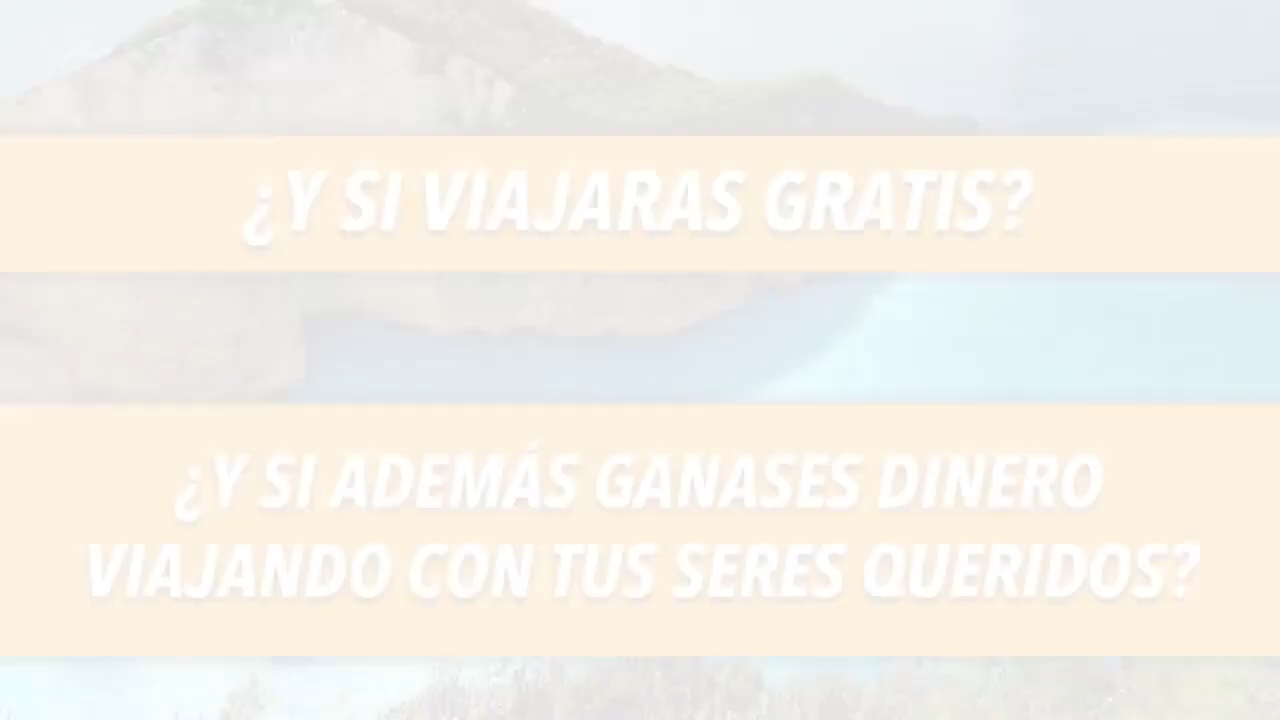 ¿Y SI VIAJARAS GRATIS?
¿Y SI ADEMÁS GANASES DINERO
VIAJANDO CON TUS SERES QUERIDOS?